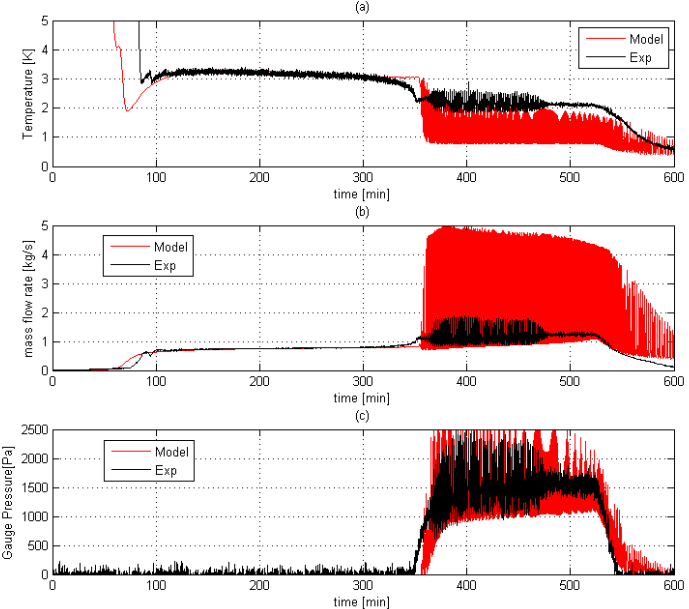 (a)
5
4
3
2
1
0
Temperature [K]
Model
Exp
0 100 200 300 400 500 600
time [min]
(b)
5
4
3
2
1
0
mass flow rate [kg/s]
Model
Exp
0 100 200 300 400 500 600
time [min]
(c)
2500
2000
1500
1000
500
0
Gauge Pressure[Pa]
Model
Exp
0 100 200 300 400 500 600
time [min]